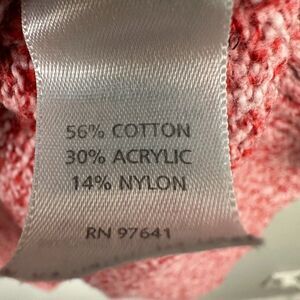 56% COTTON
30% ACRYLIC
14% NYLON
RN 97641